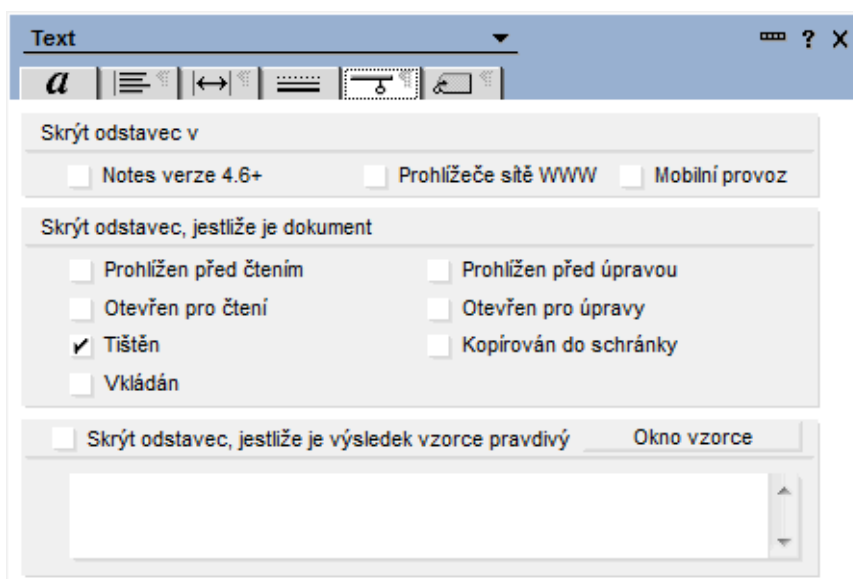 Text
? X
a
Skrýt odstavec v
Notes verze 4.6+ Prohlížeče sítě WWW Mobilní provoz
Skrýt odstavec, jestliže je dokument
Prohlížen před čtením Prohlížen před úpravou
Otevřen pro čtení Otevřen pro úpravy
Tištěn Kopírován do schránky
Vkládán
Skrýt odstavec, jestliže je výsledek vzorce pravdivý Okno vzorce